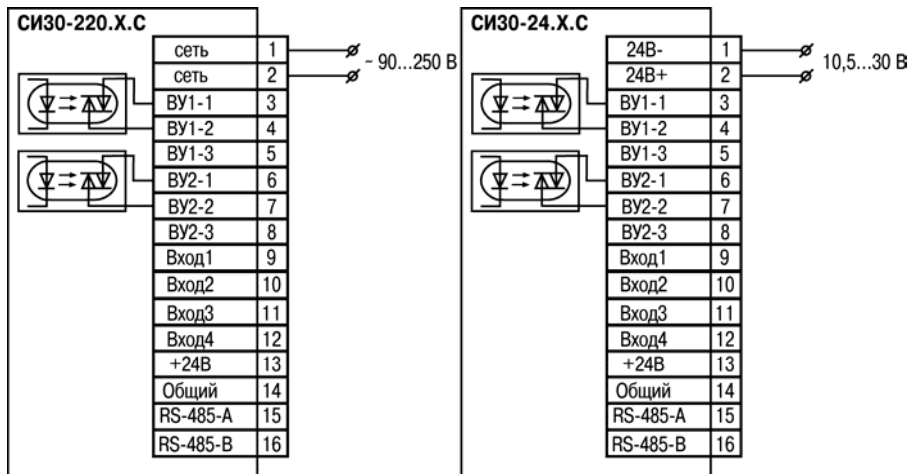 СИ30-220.Х.С
сеть 1
~ 90...250 В
сеть 2
ВУ1-1 3
ВУ1-2 4
ВУ1-3 5
ВУ2-1 6
ВУ2-2 7
ВУ2-3 8
Вход1 9
Вход2 10
Вход3 11
Вход4 12
+24В 13
Общий 14
RS-485-A 15
RS-485-B 16
СИ30-24.Х.С
24В- 1
10,5...30 В
24В+ 2
ВУ1-1 3
ВУ1-2 4
ВУ1-3 5
ВУ2-1 6
ВУ2-2 7
ВУ2-3 8
Вход1 9
Вход2 10
Вход3 11
Вход4 12
+24В 13
Общий 14
RS-485-A 15
RS-485-B 16